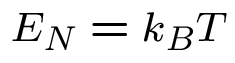 $E_N = k_B T$